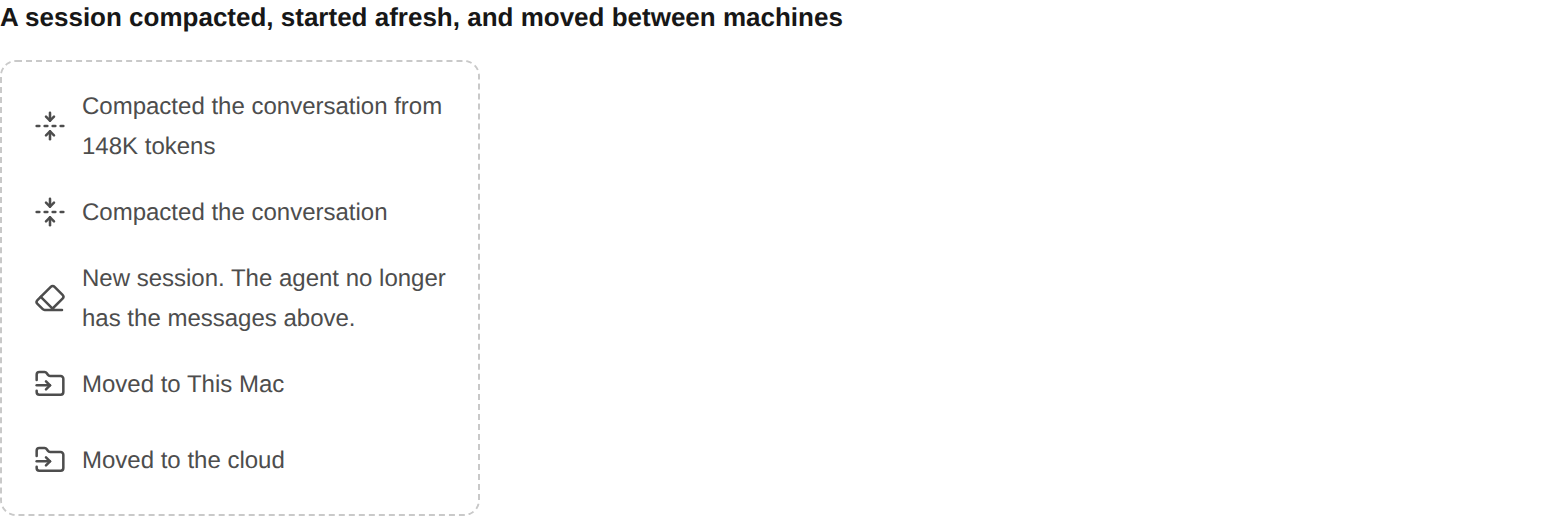 A session compacted, started afresh, and moved between machines
Compacted the conversation from
148K tokens
Compacted the conversation
New session. The agent no longer
has the messages above.
Moved to This Mac
Moved to the cloud